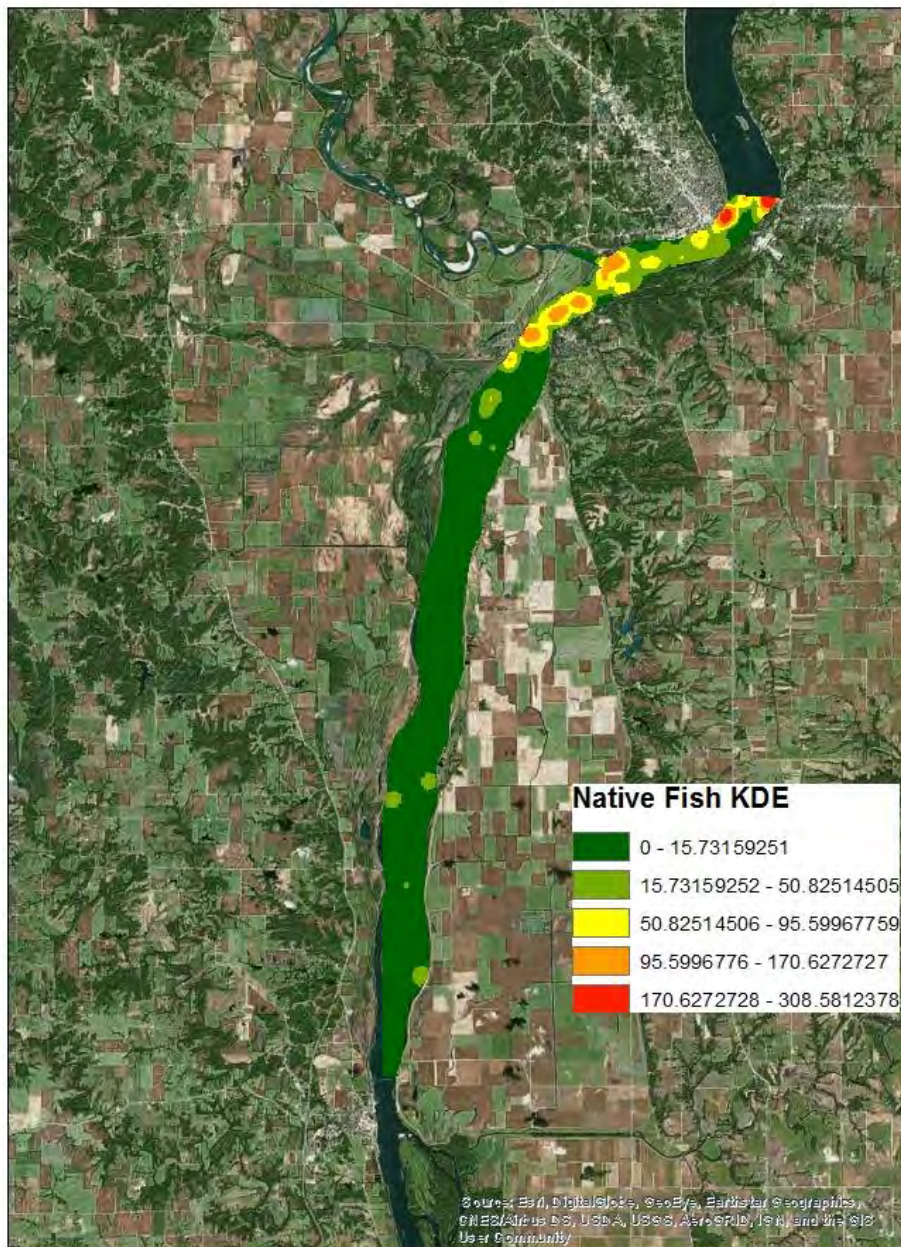 Native Fish KDE
0 - 15.73159251
15.73159252 - 50.82514505
50.82514506 - 95.59967759
95.5996776 - 170.6272727
170.6272728 - 308.5812378
Source: Esri, DigitalGlobe, GeoEye, Earthstar Geographics,
CNES/Airbus DS, USDA, USGS, AeroGRID, IGN, and the GIS
User Community